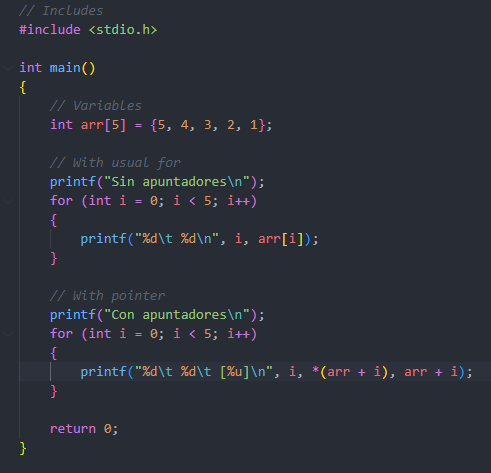 // Includes
#include <stdio.h>

int main()
{
    // Variables
    int arr[5] = {5, 4, 3, 2, 1};

    // With usual for
    printf("Sin apuntadores\n");
    for (int i = 0; i < 5; i++)
    {
        printf("%d\t %d\n", i, arr[i]);
    }

    // With pointer
    printf("Con apuntadores\n");
    for (int i = 0; i < 5; i++)
    {
        printf("%d\t %d\t [%u]\n", i, *(arr + i), arr + i);
    }

    return 0;
}